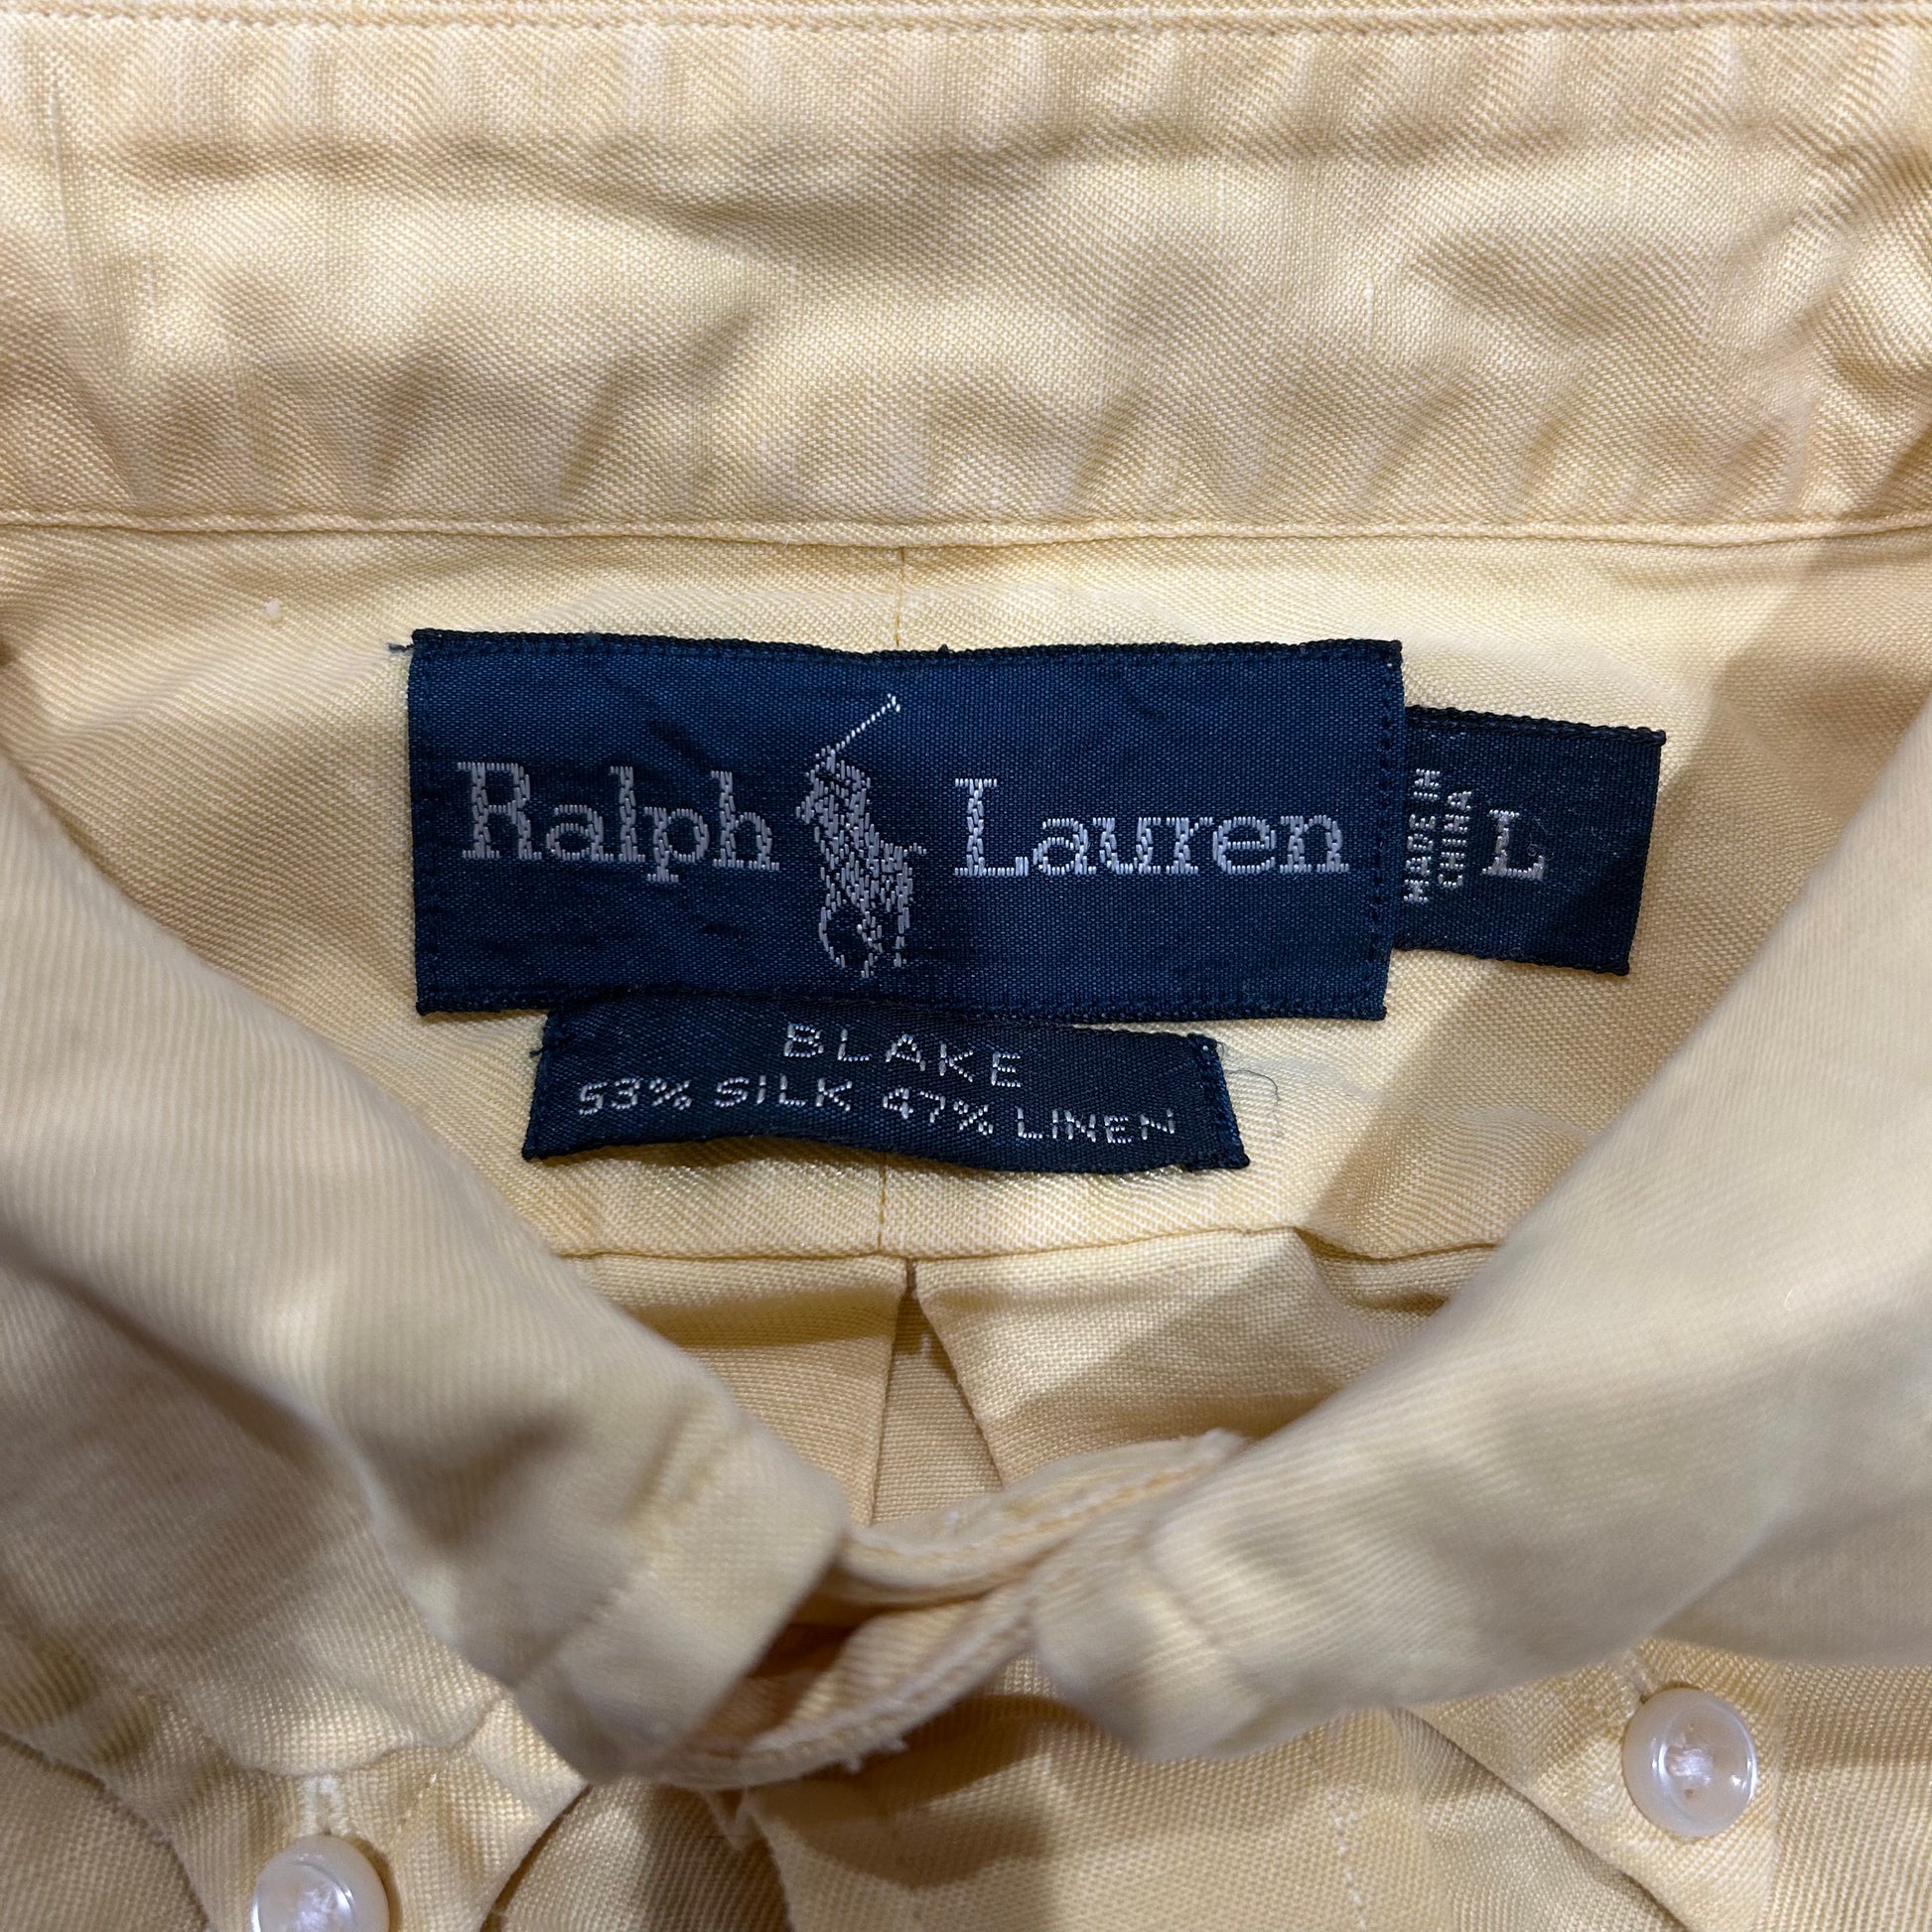 Ralph Lauren
MADE IN
CHINA
L
BLAKE
53% SILK 47% LINEN